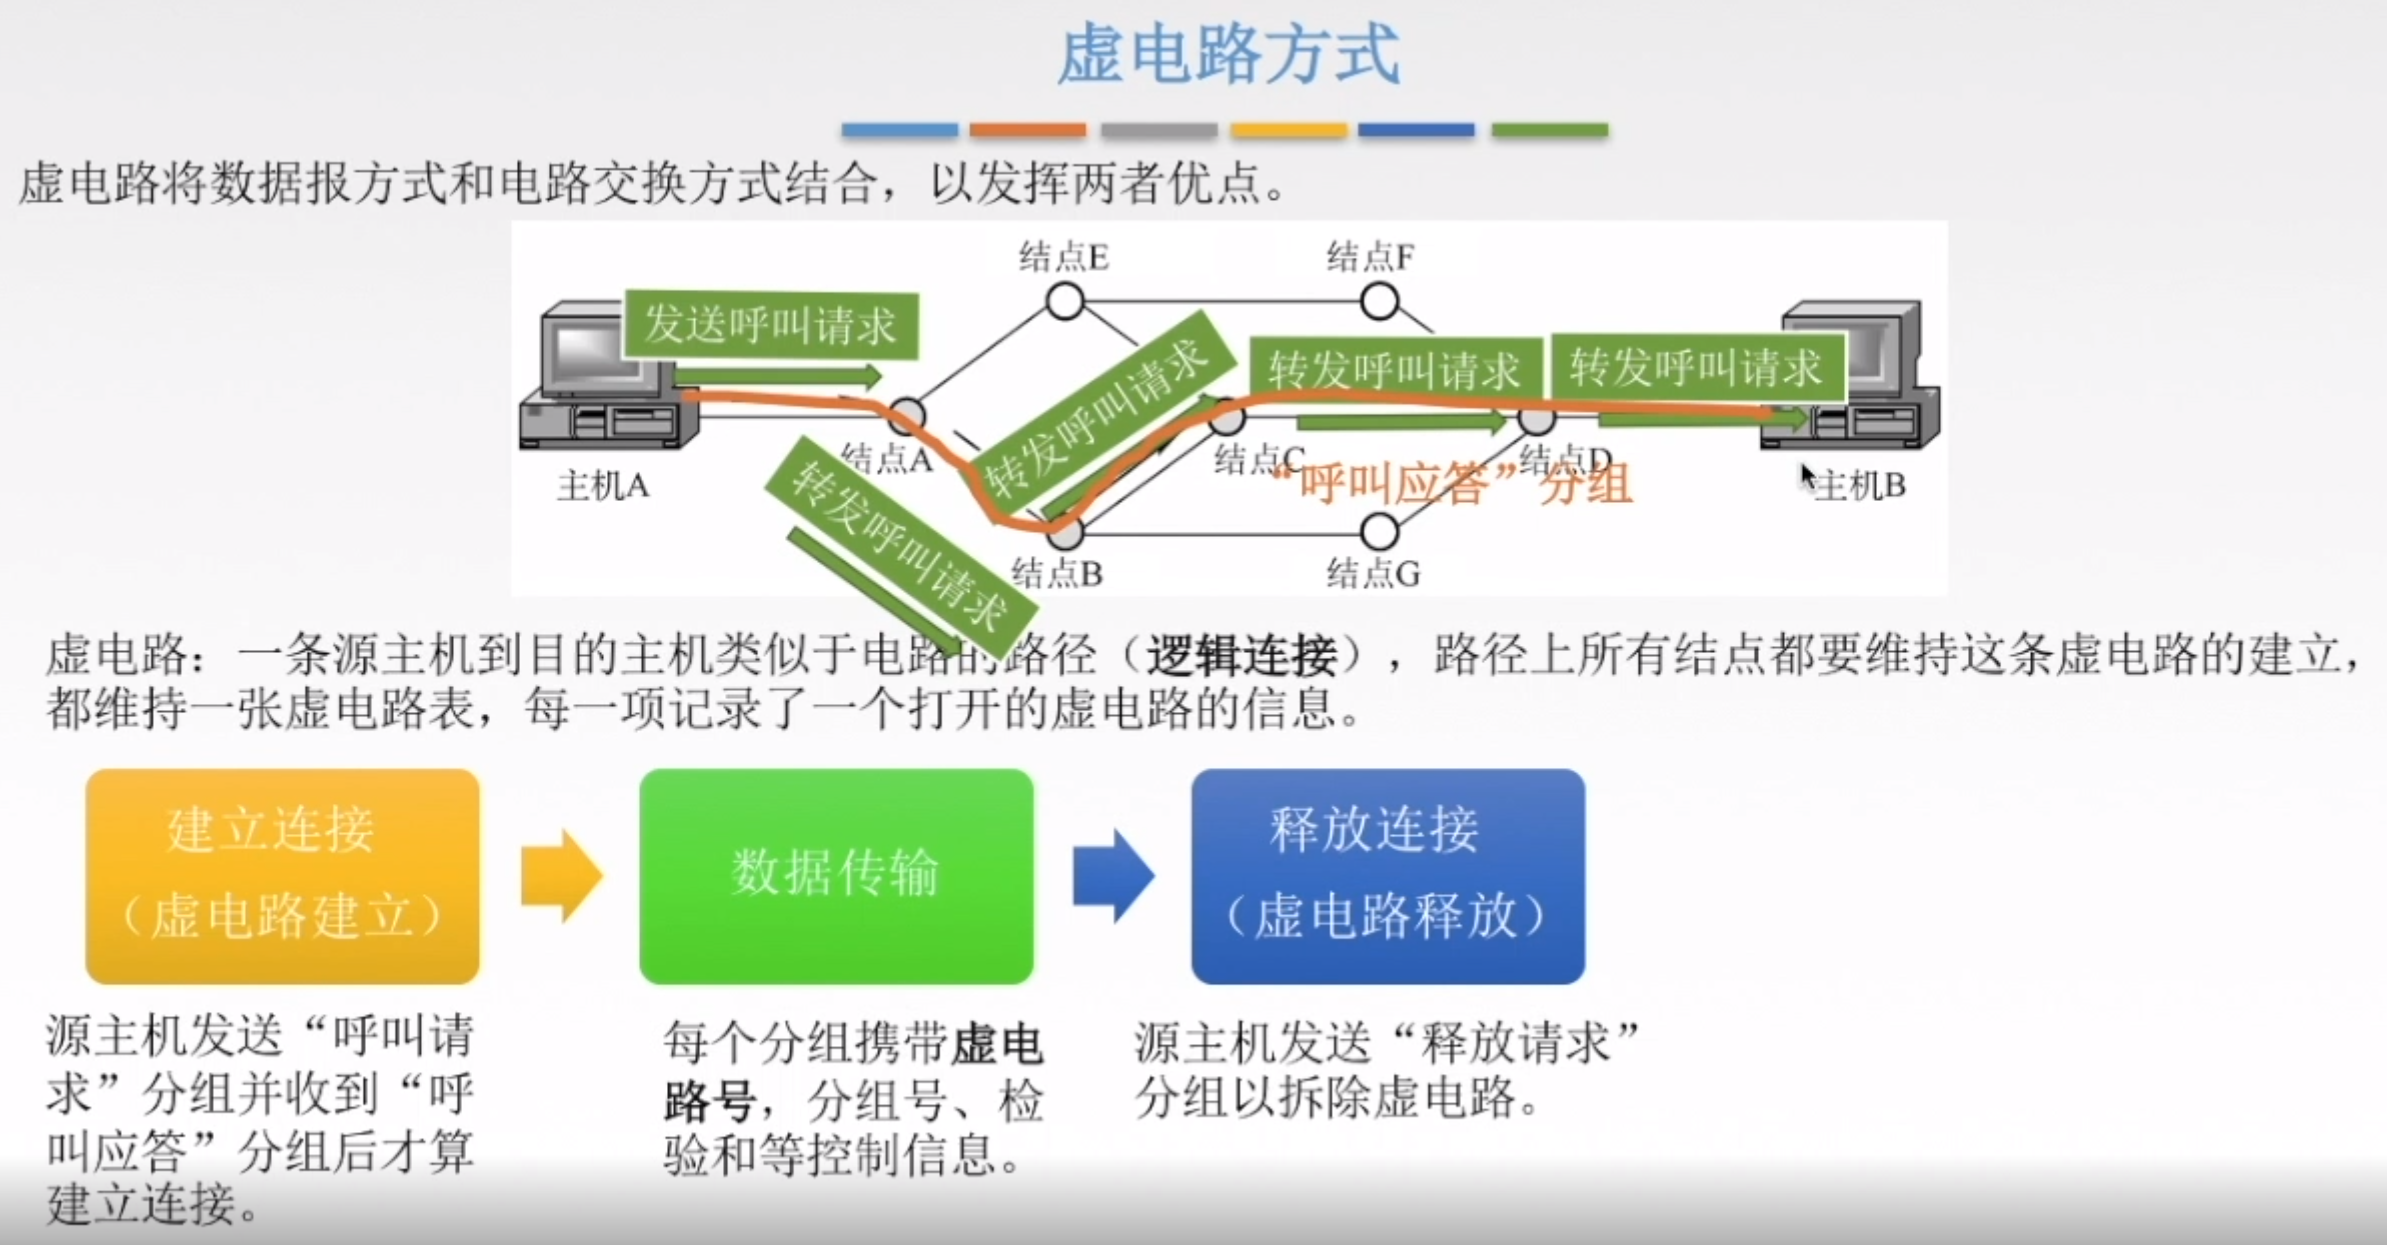 虚电路方式
虚电路将数据报方式和电路交换方式结合，以发挥两者优点。
结点E
结点F
发送呼叫请求
转发呼叫请求
转发呼叫请求
转发呼叫请求
结点A
转发呼叫请求
结点C
结点D
“呼叫应答”分组
主机A
主机B
结点B
结点G
虚电路：一条源主机到目的主机类似于电路的路径（逻辑连接），路径上所有结点都要维持这条虚电路的建立，
都维持一张虚电路表，每一项记录了一个打开的虚电路的信息。
建立连接
（虚电路建立）
数据传输
释放连接
（虚电路释放）
源主机发送“呼叫请
求”分组并收到“呼
叫应答”分组后才算
建立连接。
每个分组携带虚电
路号，分组号、检
验和等控制信息。
源主机发送“释放请求”
分组以拆除虚电路。